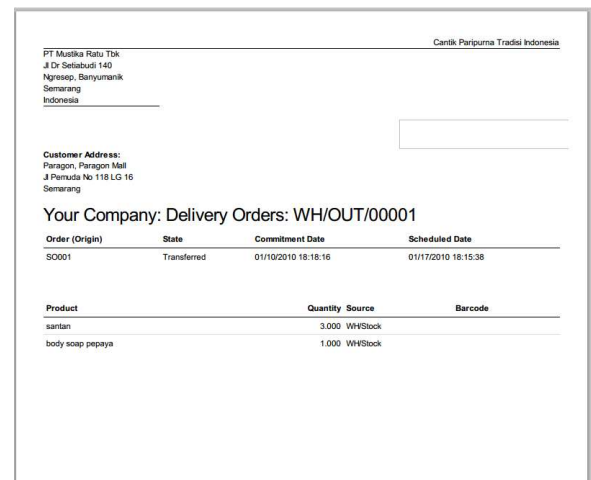 Cantik Paripurna Tradisi Indonesia
PT Mustika Ratu Tbk
Jl Dr Setiabudi 140
Ngresep, Banyumanik
Semarang
Indonesia
Customer Address:
Paragon, Paragon Mall
Jl Pemuda No 118 LG 16
Semarang
Your Company: Delivery Orders: WH/OUT/00001
Order (Origin) State Commitment Date Scheduled Date
SO001 Transferred 01/10/2010 18:18:16 01/17/2010 18:15:38
Product Quantity Source Barcode
santan 3.000 WH/Stock
body soap pepaya 1.000 WH/Stock